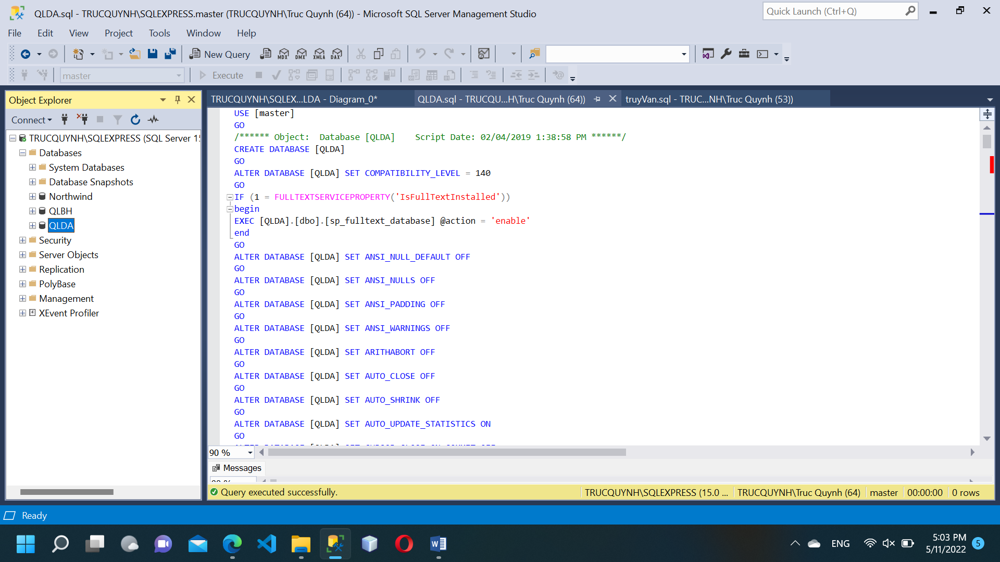 QLDA.sql - TRUCQUYNH\SQLEXPRESS.master (TRUCQUYNH\Truc Quynh (64)) - Microsoft SQL Server Management Studio
Quick Launch (Ctrl+Q)
File Edit View Project Tools Window Help
New Query MDX DMX XMLA DAX
master Execute
Object Explorer
Connect
TRUCQUYNH\SQLEXPRESS (SQL Server 15
Databases
System Databases
Database Snapshots
Northwind
QLBH
QLDA
Security
Server Objects
Replication
PolyBase
Management
XEvent Profiler
TRUCQUYNH\SQLEX...LDA - Diagram_0* QLDA.sql - TRUCQU...H\Truc Quynh (64)) truyVan.sql - TRUC...NH\Truc Quynh (53))
USE [master]
GO
/****** Object:  Database [QLDA]    Script Date: 02/04/2019 1:38:58 PM ******/
CREATE DATABASE [QLDA]
GO
ALTER DATABASE [QLDA] SET COMPATIBILITY_LEVEL = 140
GO
IF (1 = FULLTEXTSERVICEPROPERTY('IsFullTextInstalled'))
begin
EXEC [QLDA].[dbo].[sp_fulltext_database] @action = 'enable'
end
GO
ALTER DATABASE [QLDA] SET ANSI_NULL_DEFAULT OFF
GO
ALTER DATABASE [QLDA] SET ANSI_NULLS OFF
GO
ALTER DATABASE [QLDA] SET ANSI_PADDING OFF
GO
ALTER DATABASE [QLDA] SET ANSI_WARNINGS OFF
GO
ALTER DATABASE [QLDA] SET ARITHABORT OFF
GO
ALTER DATABASE [QLDA] SET AUTO_CLOSE OFF
GO
ALTER DATABASE [QLDA] SET AUTO_SHRINK OFF
GO
ALTER DATABASE [QLDA] SET AUTO_UPDATE_STATISTICS ON
GO
90 %
Messages
Query executed successfully. TRUCQUYNH\SQLEXPRESS (15.0 ... TRUCQUYNH\Truc Quynh (64) master 00:00:00 0 rows
Ready
ENG
5:03 PM
5/11/2022
5